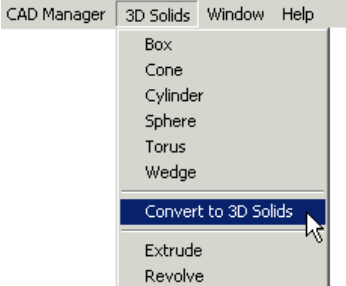 CAD Manager 3D Solids Window Help
Box
Cone
Cylinder
Sphere
Torus
Wedge
Convert to 3D Solids
Extrude
Revolve